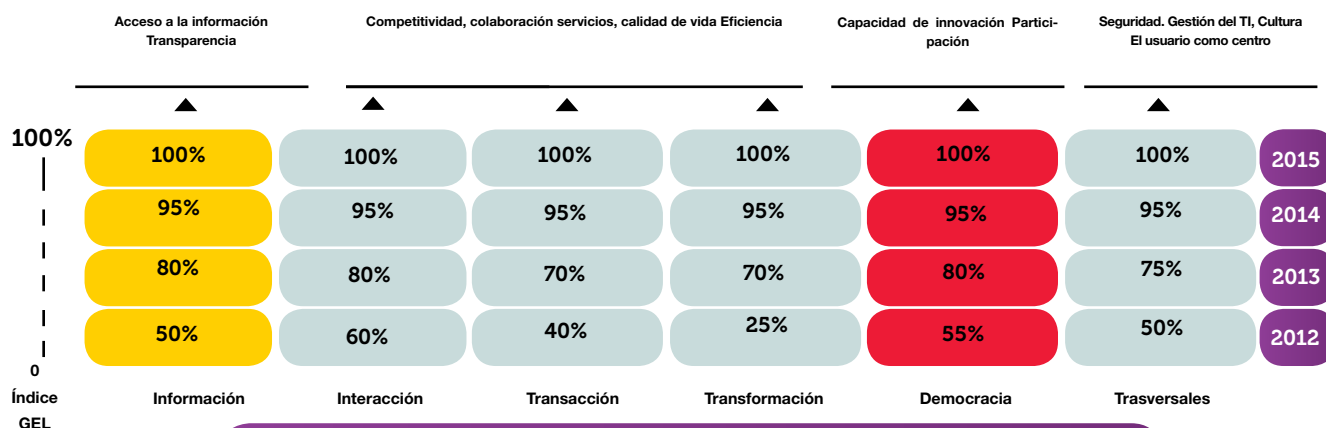 Acceso a la información
Transparencia
Competitividad, colaboración servicios, calidad de vida Eficiencia
Capacidad de innovación Partici-
pación
Seguridad. Gestión del TI, Cultura
El usuario como centro
100%
100% 100% 100% 100% 100% 100% 2015
95% 95% 95% 95% 95% 95% 2014
80% 80% 70% 70% 80% 75% 2013
50% 60% 40% 25% 55% 50% 2012
0
Índice
GEL
Información Interacción Transacción Transformación Democracia Trasversales